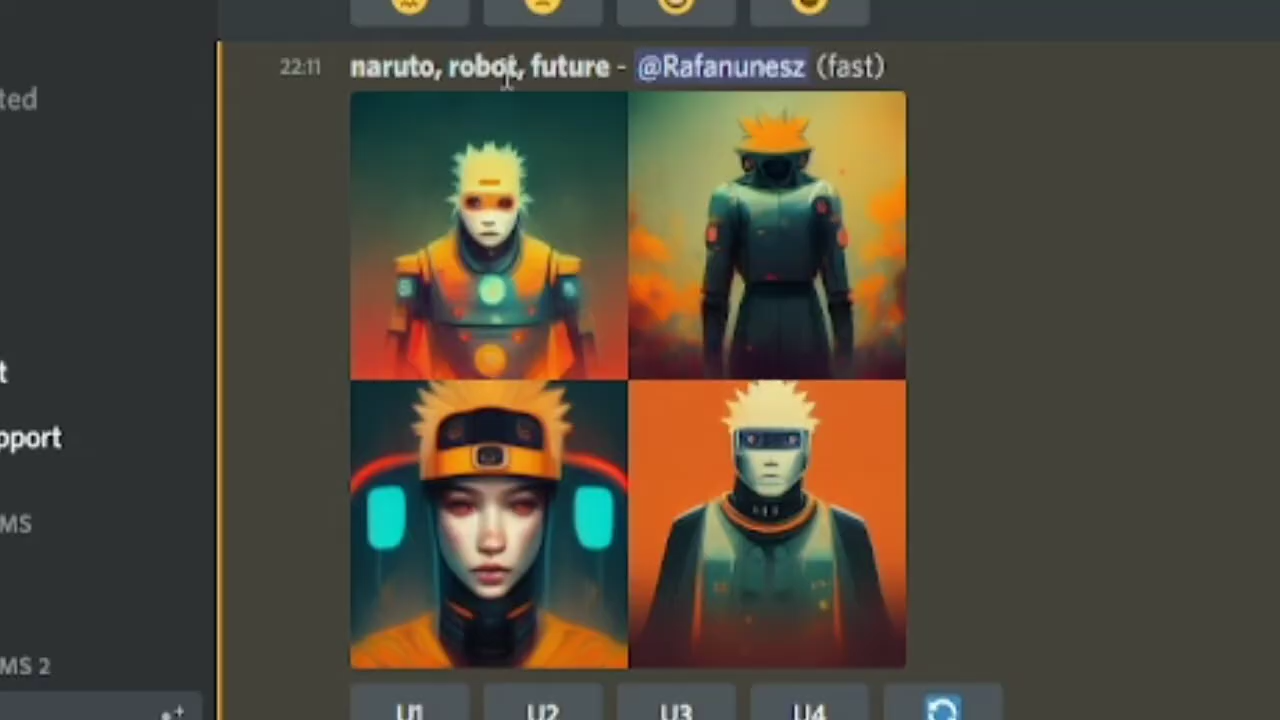 22:11 naruto, robot, future - @Rafanunesz (fast)
ted
t
pport
MS
MS 2
U1 U2 U3 U4